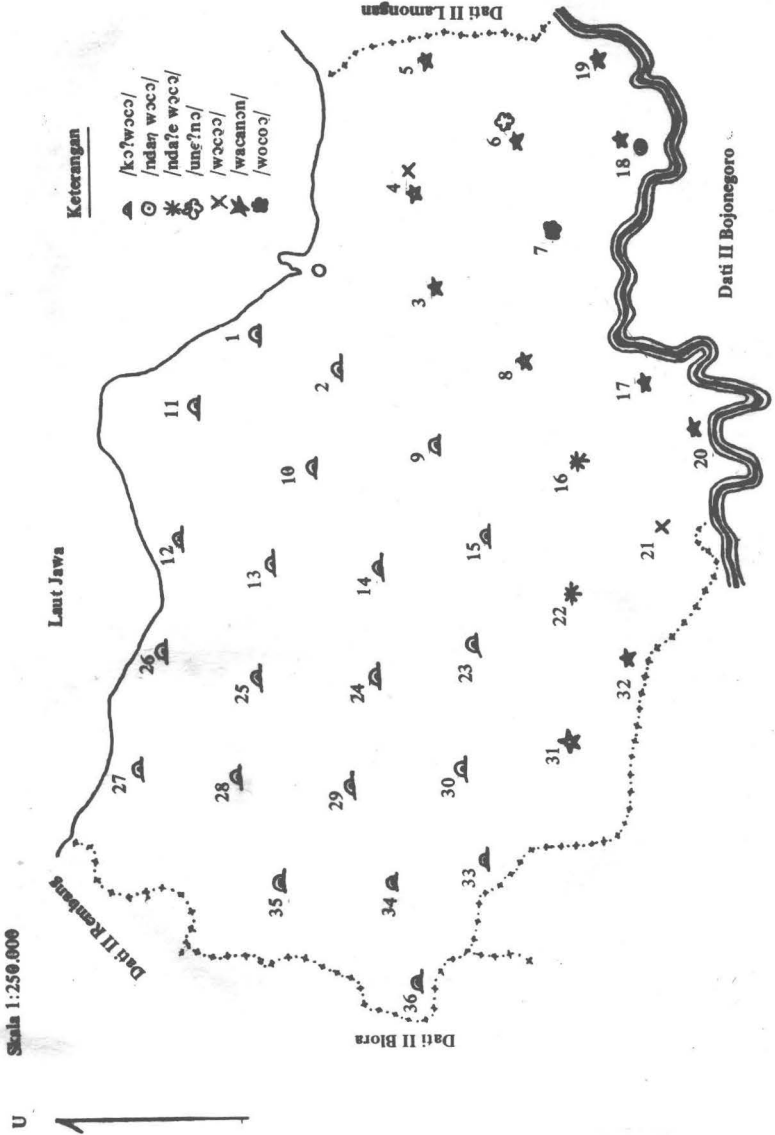 U
Skala 1:250.000
Laut Jawa
Dati II Rembang
Dati II Blora
Dati II Lamongan
Dati II Bojonegoro
Keterangan
/kɔʔwɔcɔ/
/ndaŋ wɔcɔ/
/ndaʔe wɔcɔ/
/unɛʔnɔ/
/wɔcɔɔ/
/wacanɔn/
/wocoɔ/
1
2
3
4
5
6
7
8
9
10
11
12
13
14
15
16
17
18
19
20
21
22
23
24
25
26
27
28
29
30
31
32
33
34
35
36